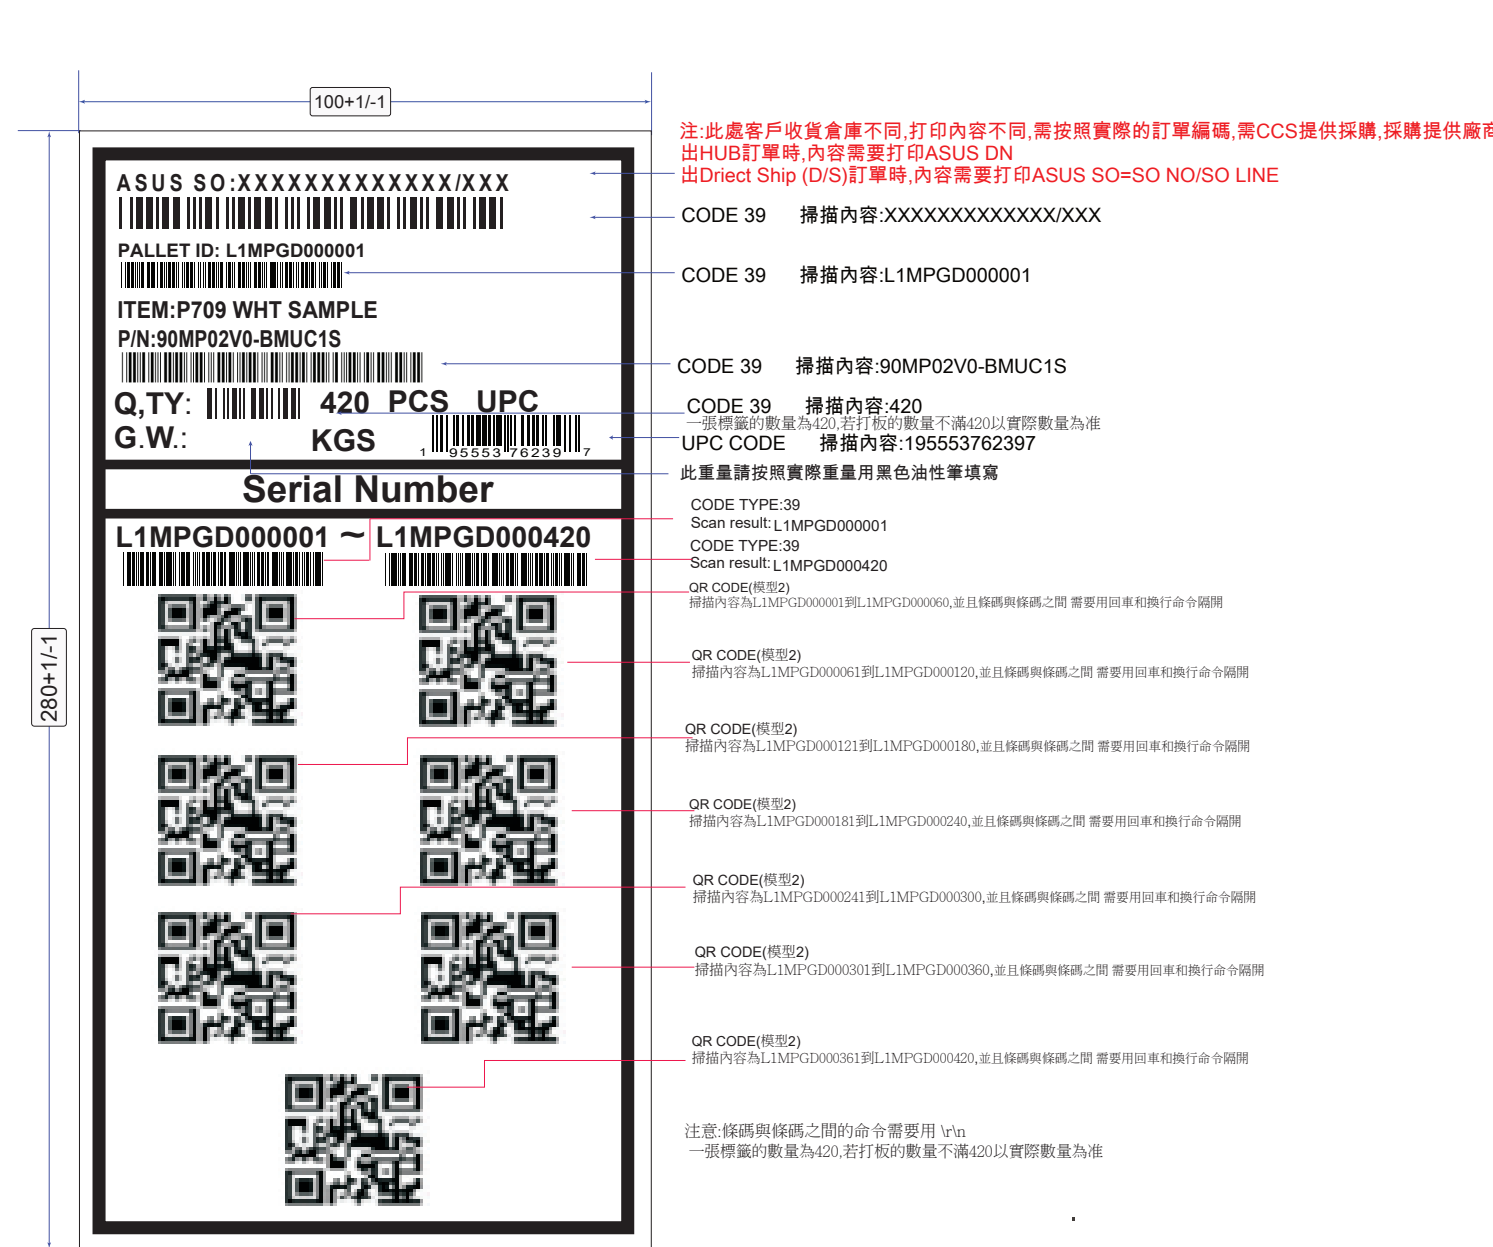 100+1/-1
280+1/-1
ASUS SO:XXXXXXXXXXXXX/XXX
PALLET ID: L1MPGD000001
ITEM:P709 WHT SAMPLE
P/N:90MP02V0-BMUC1S
Q,TY: 420 PCS UPC
G.W.: KGS
1 95553 76239 7
Serial Number
L1MPGD000001 ~ L1MPGD000420
注:此處客戶收貨倉庫不同,打印內容不同,需按照實際的訂單編碼,需CCS提供採購,採購提供廠商
出HUB訂單時,內容需要打印ASUS DN
出Driect Ship (D/S)訂單時,內容需要打印ASUS SO=SO NO/SO LINE
CODE 39 掃描內容:XXXXXXXXXXXXX/XXX
CODE 39 掃描內容:L1MPGD000001
CODE 39 掃描內容:90MP02V0-BMUC1S
CODE 39 掃描內容:420
一張標籤的數量為420,若打板的數量不滿420以實際數量為准
UPC CODE 掃描內容:195553762397
此重量請按照實際重量用黑色油性筆填寫
CODE TYPE:39
Scan result:L1MPGD000001
CODE TYPE:39
Scan result:L1MPGD000420
QR CODE(模型2)
掃描內容為L1MPGD000001到L1MPGD000060,並且條碼與條碼之間 需要用回車和換行命令隔開
QR CODE(模型2)
掃描內容為L1MPGD000061到L1MPGD000120,並且條碼與條碼之間 需要用回車和換行命令隔開
QR CODE(模型2)
掃描內容為L1MPGD000121到L1MPGD000180,並且條碼與條碼之間 需要用回車和換行命令隔開
QR CODE(模型2)
掃描內容為L1MPGD000181到L1MPGD000240,並且條碼與條碼之間 需要用回車和換行命令隔開
QR CODE(模型2)
掃描內容為L1MPGD000241到L1MPGD000300,並且條碼與條碼之間 需要用回車和換行命令隔開
QR CODE(模型2)
掃描內容為L1MPGD000301到L1MPGD000360,並且條碼與條碼之間 需要用回車和換行命令隔開
QR CODE(模型2)
掃描內容為L1MPGD000361到L1MPGD000420,並且條碼與條碼之間 需要用回車和換行命令隔開
注意:條碼與條碼之間的命令需要用 \r\n
一張標籤的數量為420,若打板的數量不滿420以實際數量為准